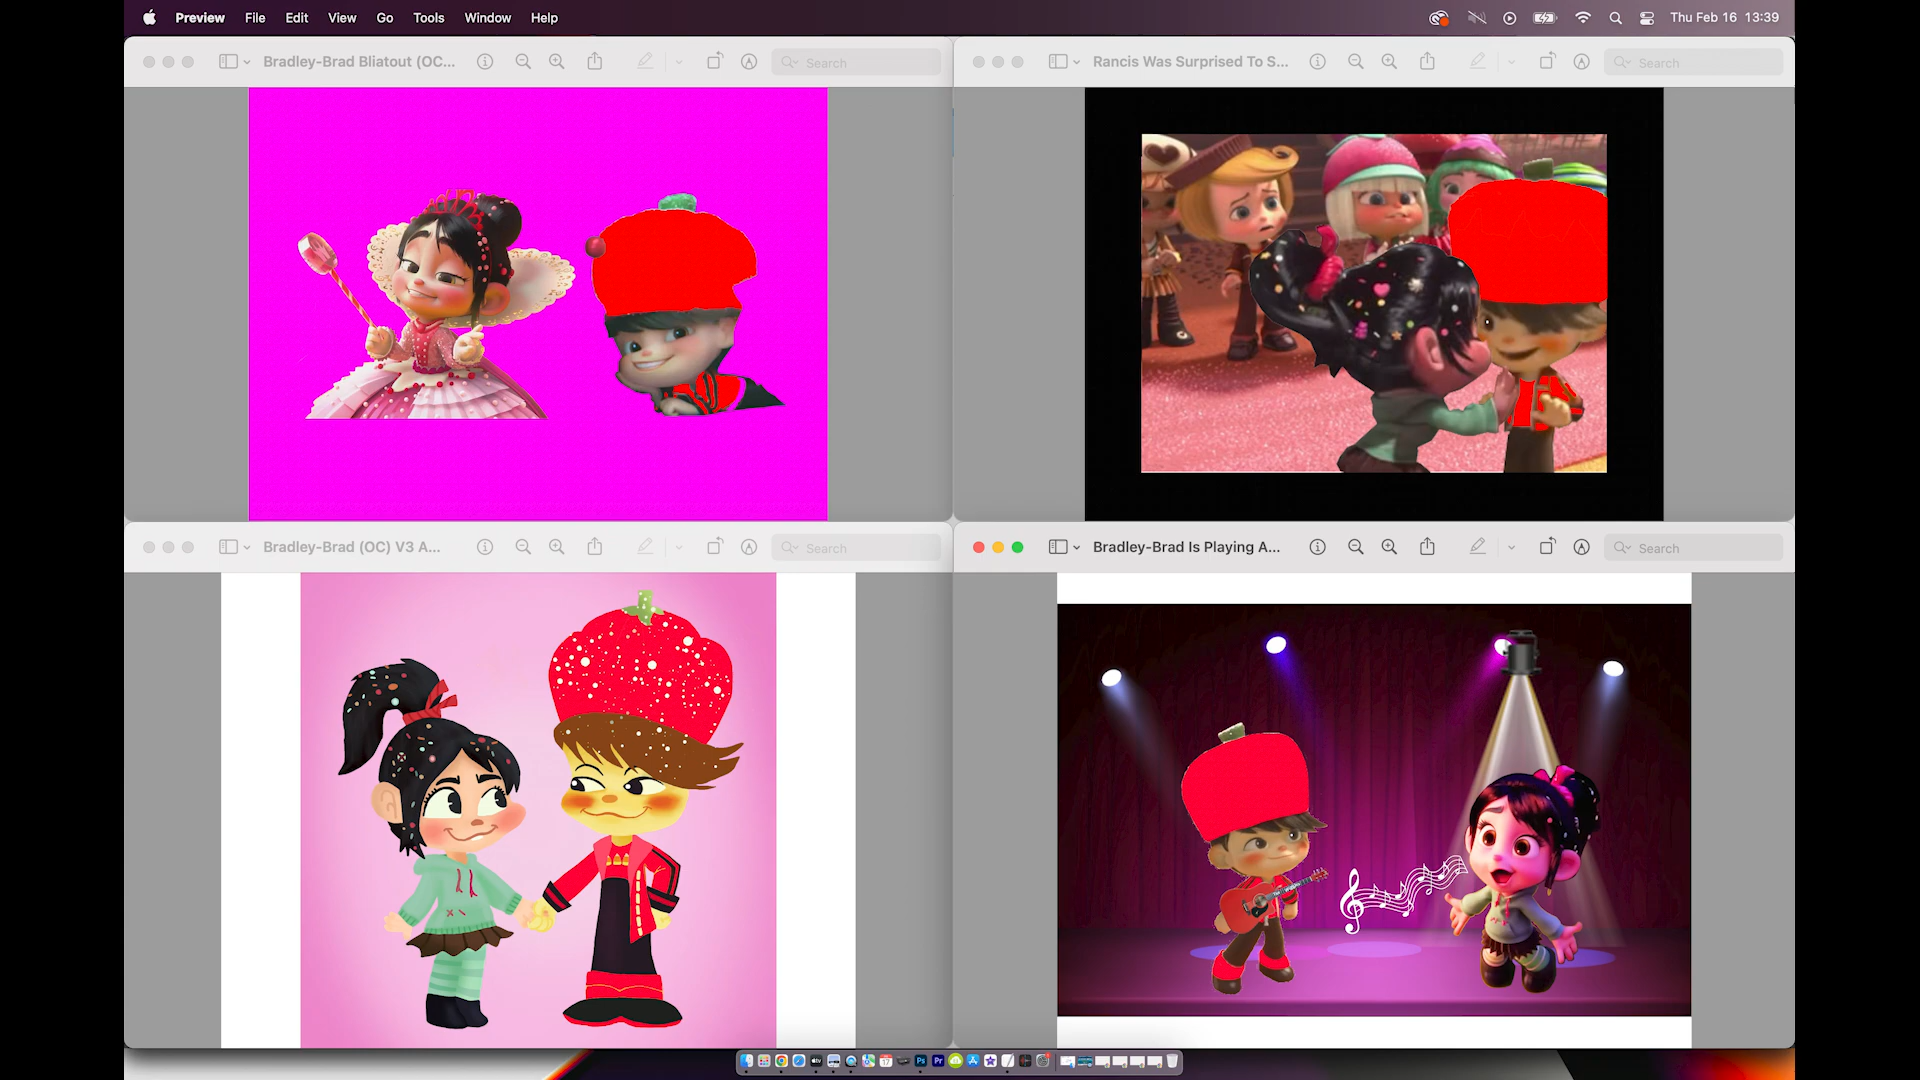 Preview File Edit View Go Tools Window Help Thu Feb 16 13:39
Bradley-Brad Bliatout (OC... Search
Rancis Was Surprised To S... Search
Bradley-Brad (OC) V3 A... Search
Bradley-Brad Is Playing A... Search